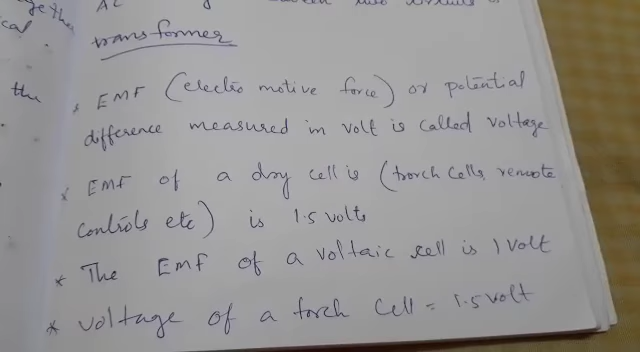 AC
transformer
the
* EMF (electro motive force) or potential
difference measured in volt is called voltage
* EMF of a dry cell is (torch cells, remote
controls etc) is 1.5 volts
* The EMF of a voltaic cell is 1 volt
* voltage of a torch cell = 1.5 volt